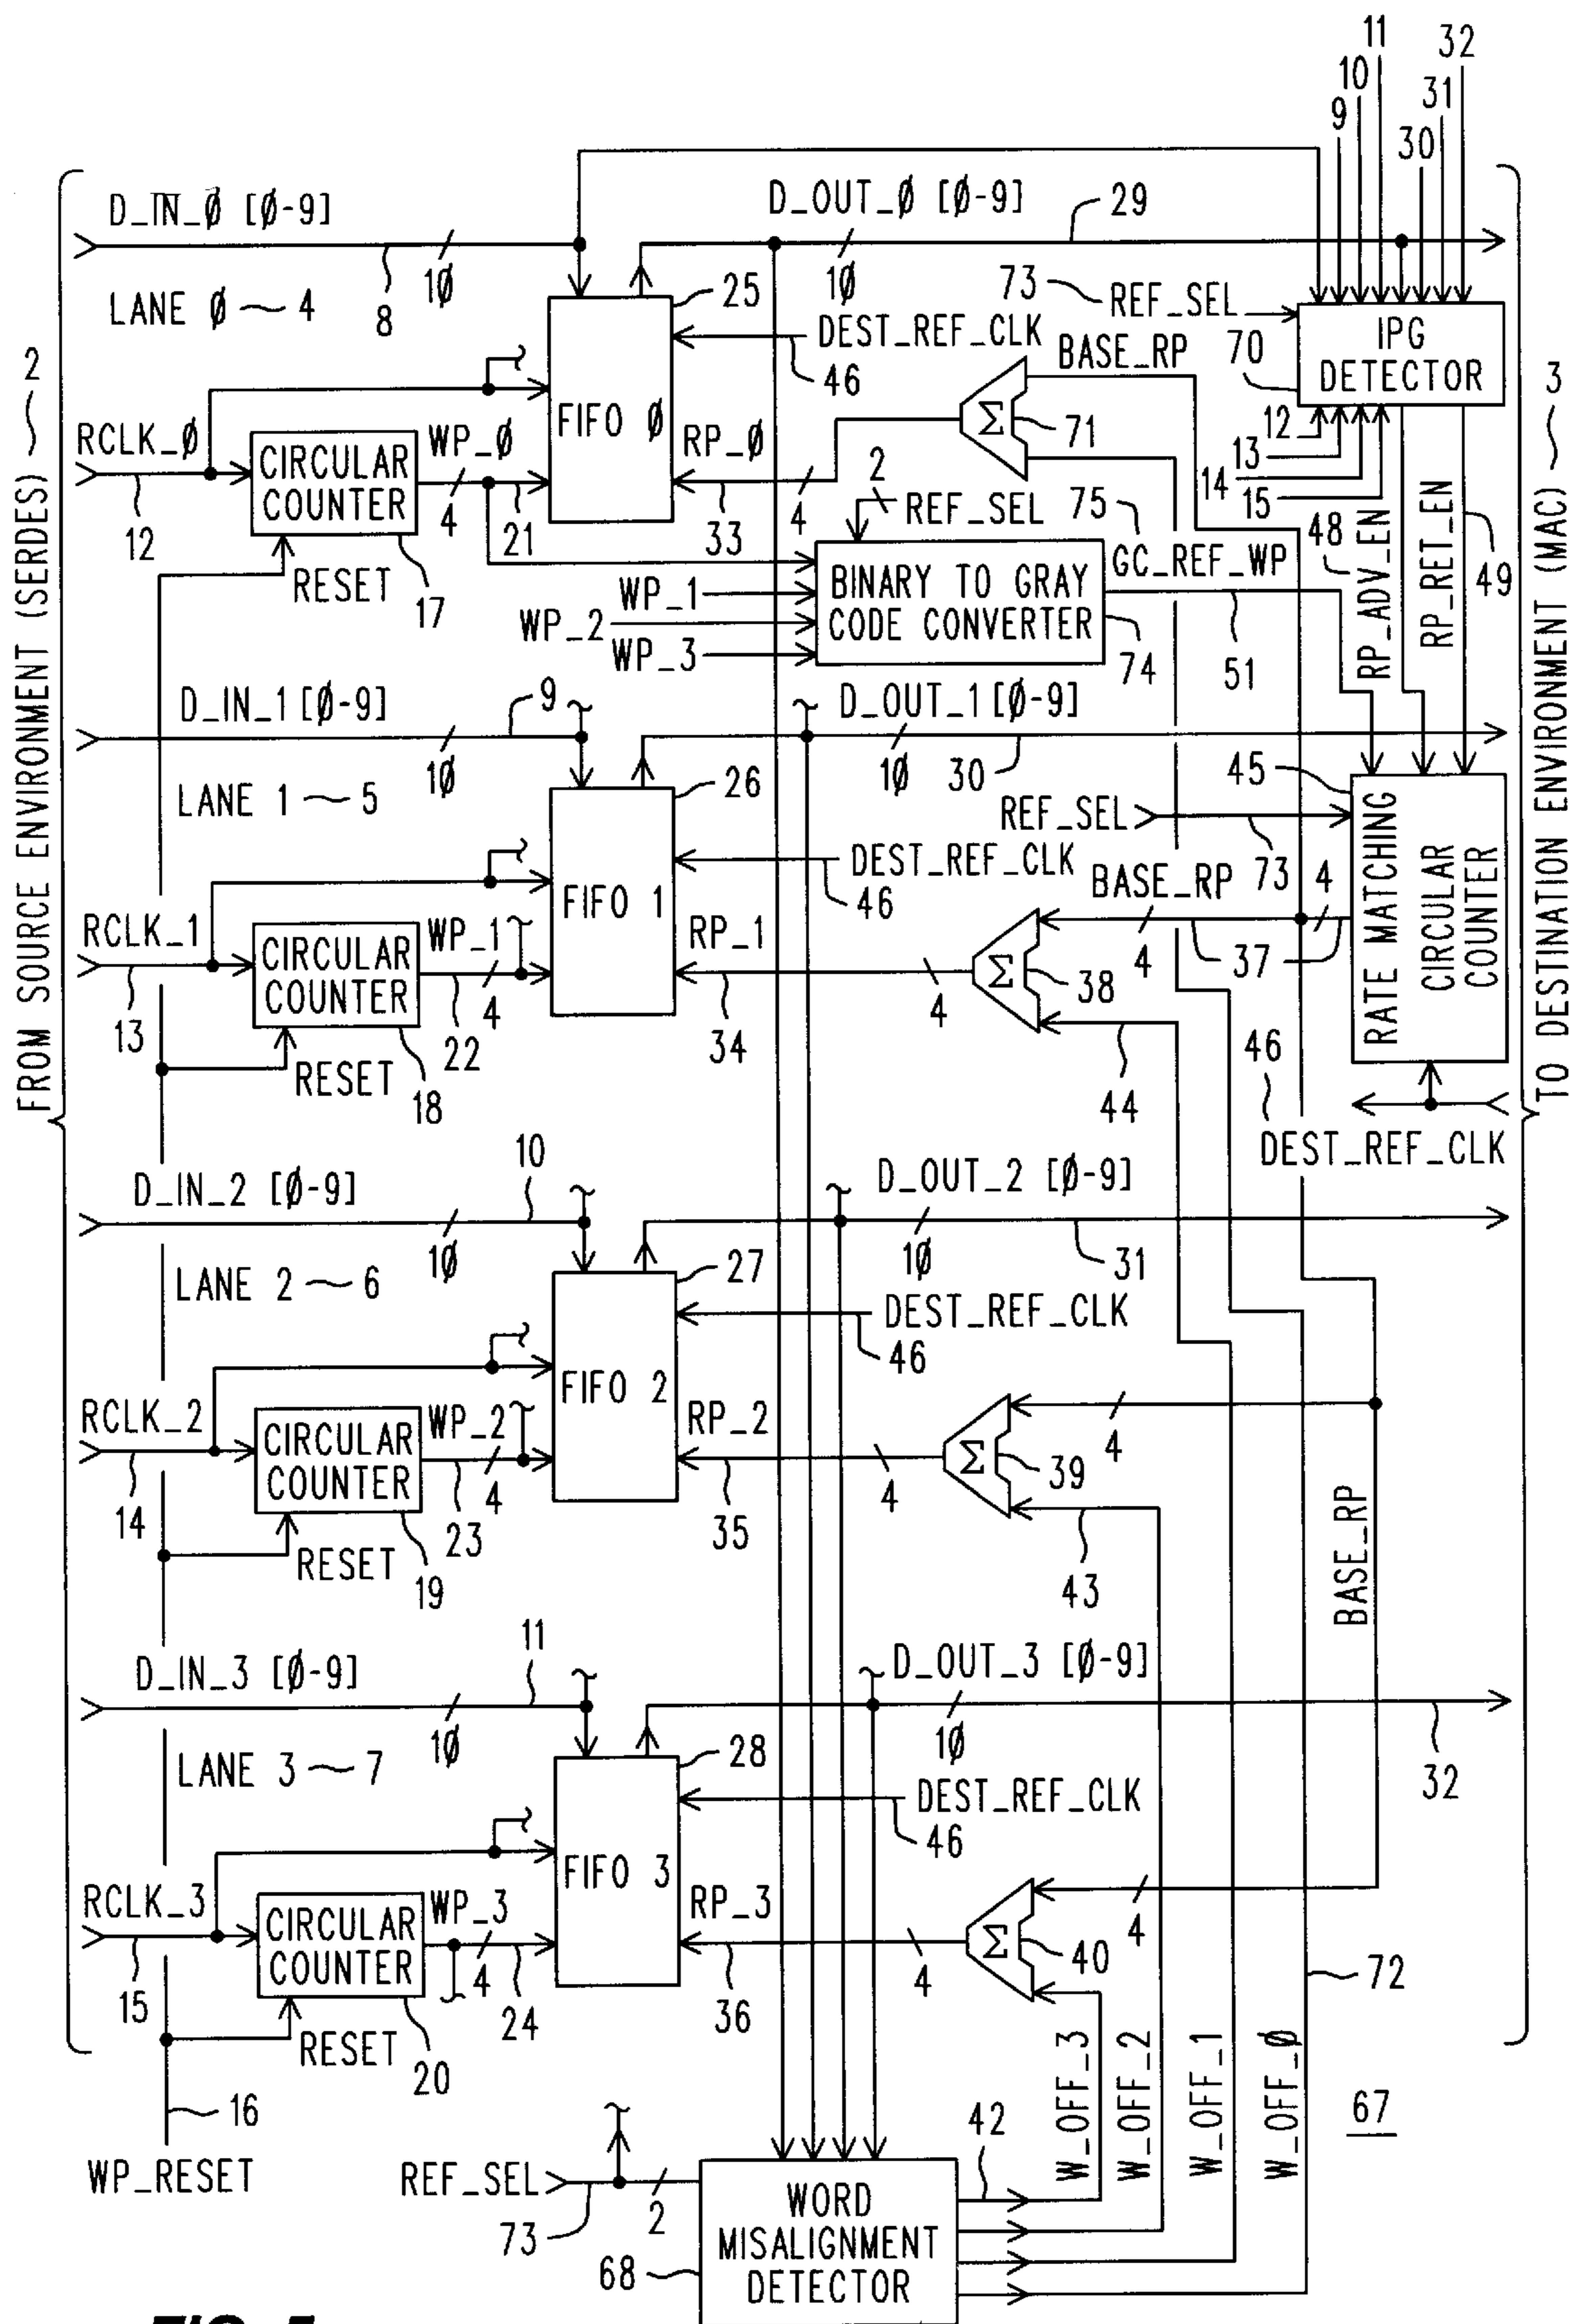 11
32
10
31
9
30
D_IN_Ø [Ø-9]
D_OUT_Ø [Ø-9]
29
10
10
8
LANE Ø ~ 4
25
73
REF_SEL
IPG
DETECTOR
70
DEST_REF_CLK
46
BASE_RP
2
3
FIFO Ø
Σ
71
RCLK_Ø
CIRCULAR
COUNTER
WP_Ø
RP_Ø
12
13
14
15
12
4
21
33
4
2
REF_SEL
75
GC_REF_WP
48
RP_ADV_EN
RP_RET_EN
49
RESET
17
WP_1
WP_2
WP_3
BINARY TO GRAY
CODE CONVERTER
74
51
FROM SOURCE ENVIRONMENT (SERDES)
TO DESTINATION ENVIRONMENT (MAC)
D_IN_1 [Ø-9]
9
D_OUT_1 [Ø-9]
1Ø
1Ø
30
LANE 1 ~ 5
26
45
REF_SEL
73
DEST_REF_CLK
46
BASE_RP
4
RATE MATCHING
CIRCULAR
COUNTER
FIFO 1
RCLK_1
CIRCULAR
COUNTER
WP_1
RP_1
Σ
38
4
37
13
22
4
34
4
RESET
18
44
46
DEST_REF_CLK
D_IN_2 [Ø-9]
10
D_OUT_2 [Ø-9]
1Ø
1Ø
31
LANE 2 ~ 6
27
DEST_REF_CLK
46
FIFO 2
RCLK_2
CIRCULAR
COUNTER
WP_2
RP_2
Σ
39
4
14
23
4
35
4
RESET
19
43
BASE_RP
D_IN_3 [Ø-9]
11
D_OUT_3 [Ø-9]
1Ø
1Ø
32
LANE 3 ~ 7
28
DEST_REF_CLK
46
FIFO 3
RCLK_3
CIRCULAR
COUNTER
WP_3
RP_3
Σ
40
4
72
15
4
24
36
4
RESET
20
16
WP_RESET
W_OFF_3
W_OFF_2
W_OFF_1
W_OFF_Ø
67
42
REF_SEL
73
2
WORD
MISALIGNMENT
DETECTOR
68